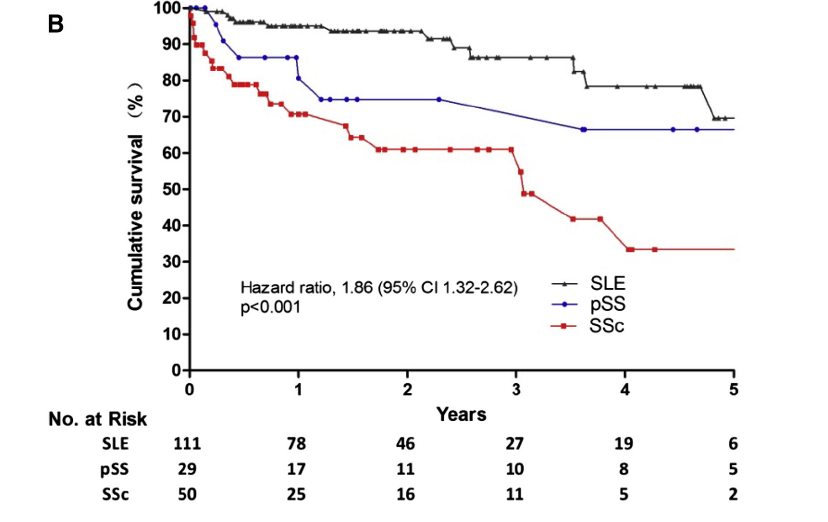 B
Cumulative survival (%)
100
90
80
70
60
50
40
30
20
10
0
Hazard ratio, 1.86 (95% CI 1.32-2.62)
p<0.001
SLE
pSS
SSc
0 1 2 3 4 5
Years
No. at Risk
SLE 111 78 46 27 19 6
pSS 29 17 11 10 8 5
SSc 50 25 16 11 5 2